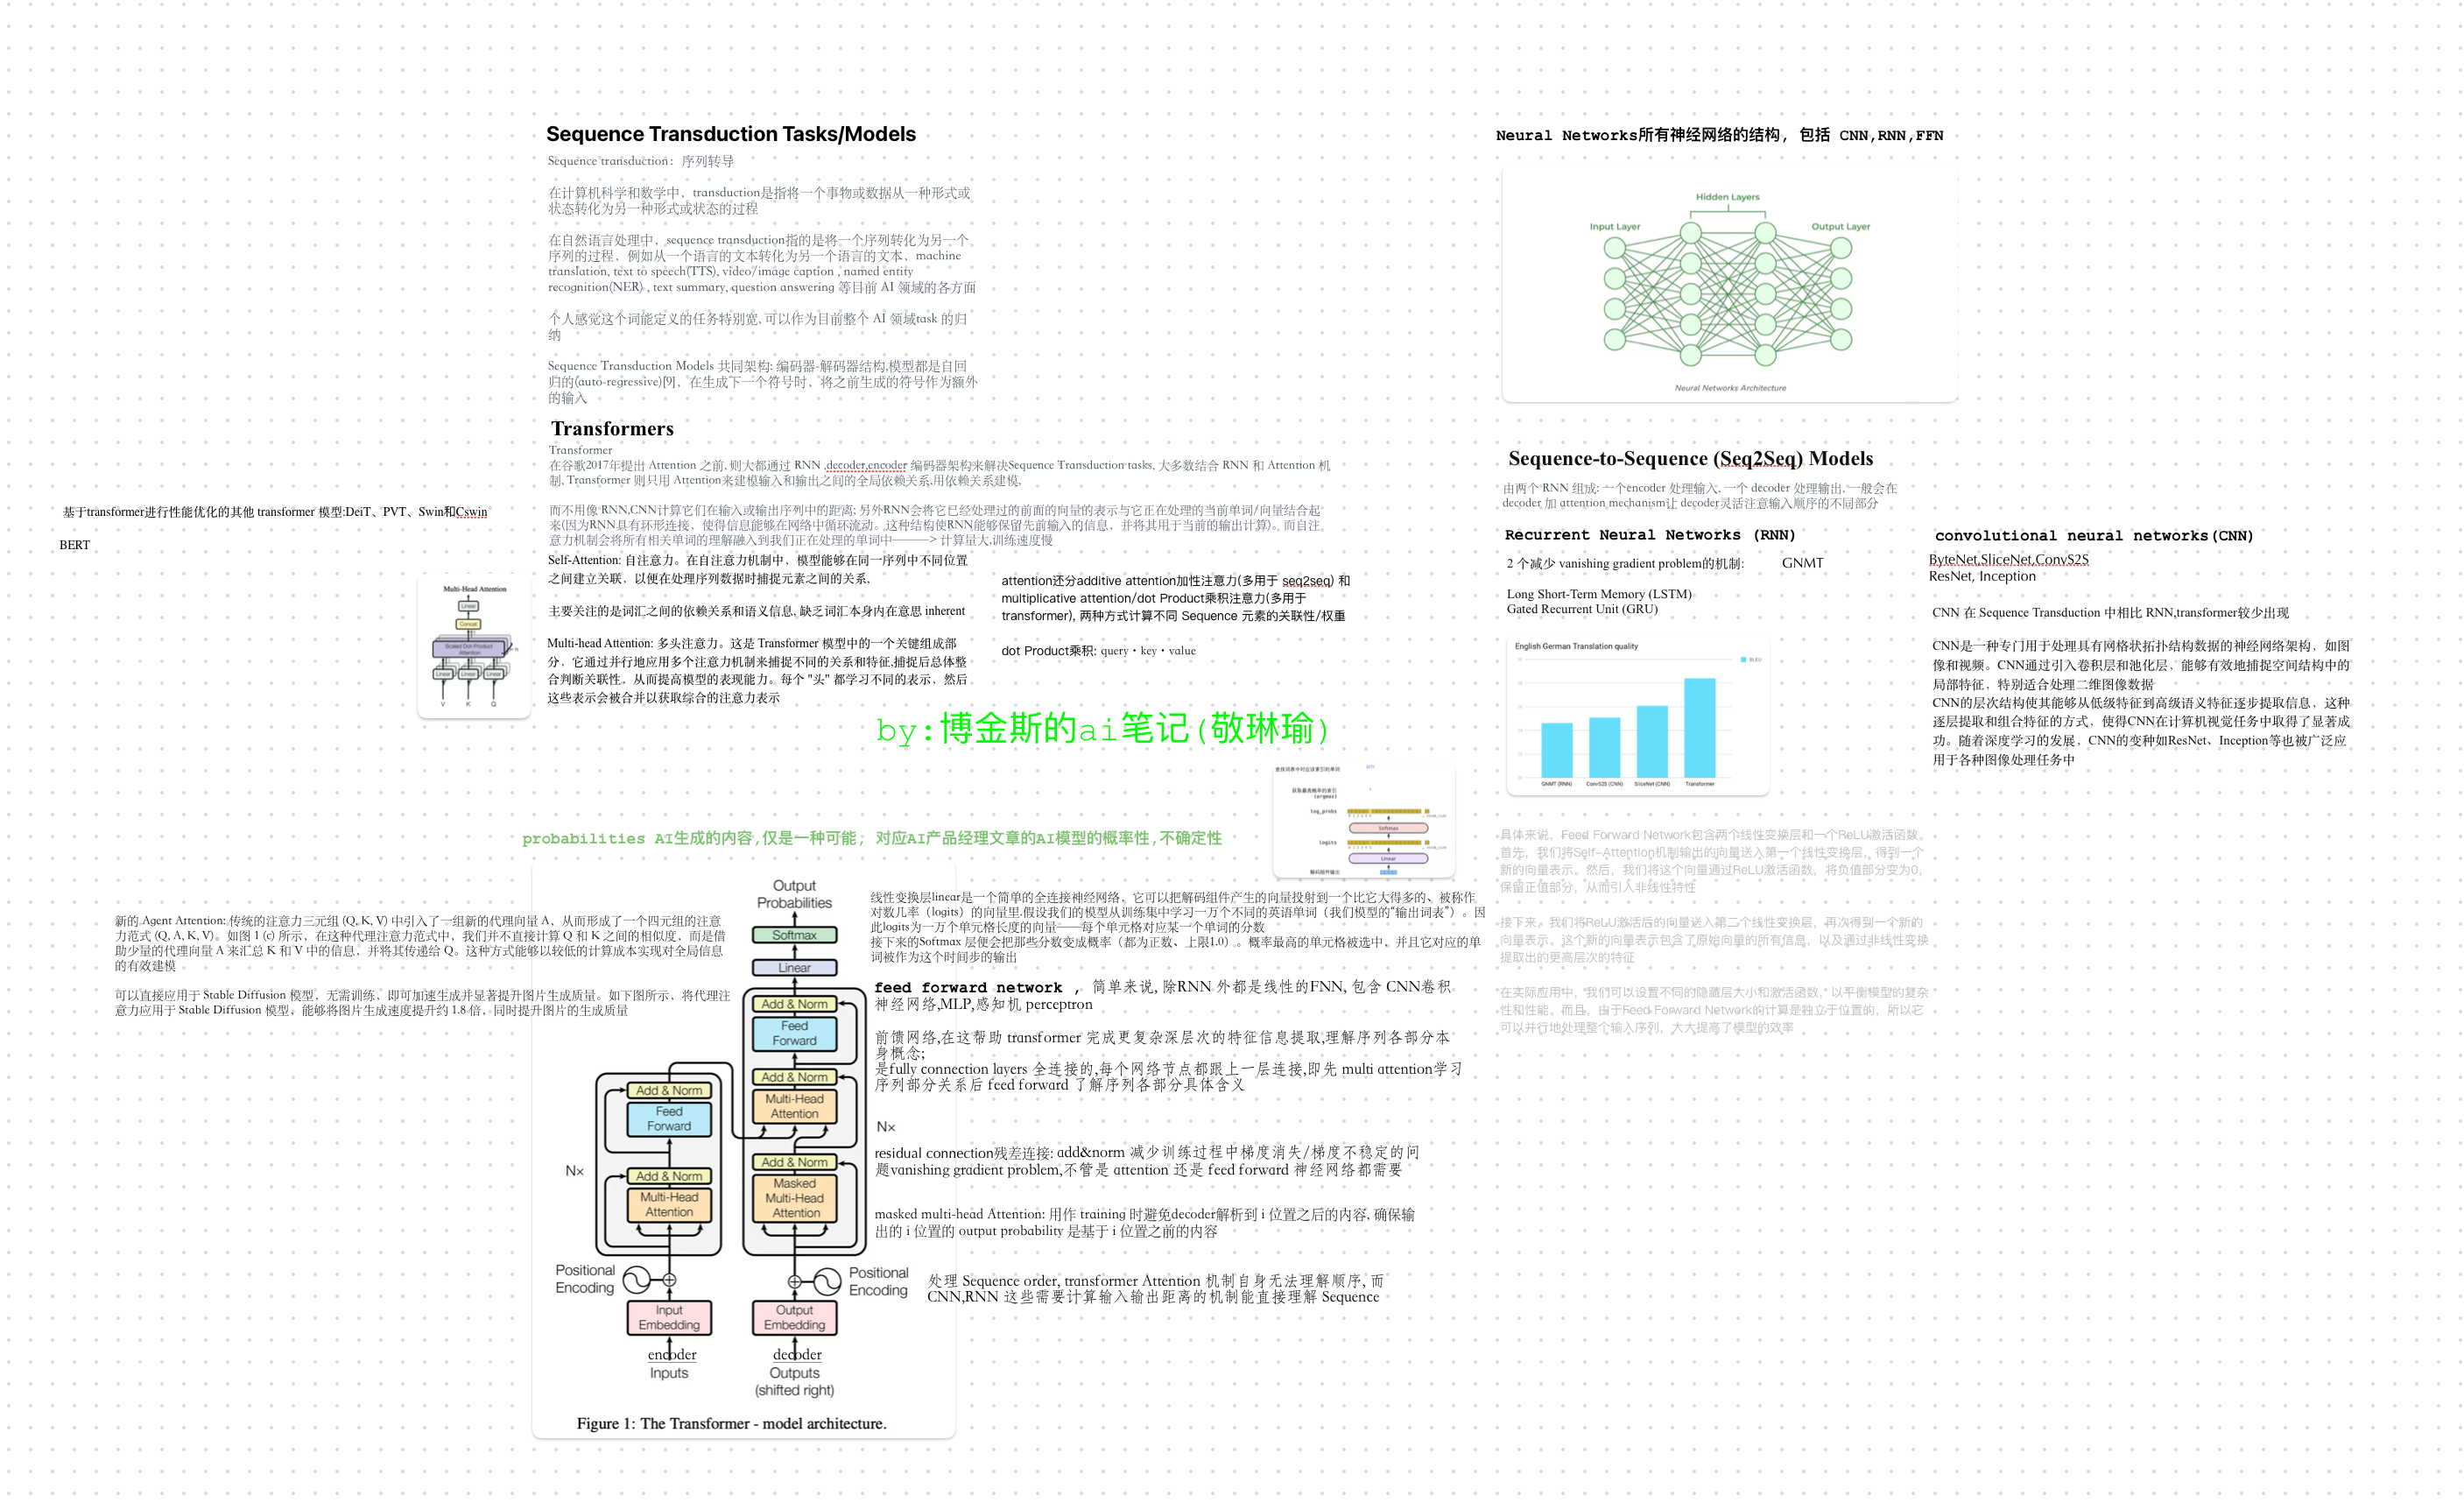 Sequence Transduction Tasks/Models
Sequence transduction：序列转导
在计算机科学和数学中，transduction是指将一个事物或数据从一种形式或
状态转化为另一种形式或状态的过程
在自然语言处理中，sequence transduction指的是将一个序列转化为另一个
序列的过程，例如从一个语言的文本转化为另一个语言的文本，machine
translation, text to speech(TTS), video/image caption , named entity
recognition(NER) , text summary, question answering 等目前 AI 领域的各方面
个人感觉这个词能定义的任务特别宽, 可以作为目前整个 AI 领域task 的归
纳
Sequence Transduction Models 共同架构: 编码器-解码器结构,模型都是自回
归的(auto-regressive)[9]，在生成下一个符号时，将之前生成的符号作为额外
的输入
Transformers
Transformer
在谷歌2017年提出 Attention 之前, 则大都通过 RNN ,decoder,encoder 编码器架构来解决Sequence Transduction tasks, 大多数结合 RNN 和 Attention 机
制, Transformer 则只用 Attention来建模输入和输出之间的全局依赖关系,用依赖关系建模,
而不用像 RNN,CNN计算它们在输入或输出序列中的距离; 另外RNN会将它已经处理过的前面的向量的表示与它正在处理的当前单词/向量结合起
来(因为RNN具有环形连接，使得信息能够在网络中循环流动。这种结构使RNN能够保留先前输入的信息，并将其用于当前的输出计算)。而自注
意力机制会将所有相关单词的理解融入到我们正在处理的单词中———> 计算量大,训练速度慢
Self-Attention: 自注意力。在自注意力机制中，模型能够在同一序列中不同位置
之间建立关联，以便在处理序列数据时捕捉元素之间的关系,
主要关注的是词汇之间的依赖关系和语义信息、缺乏词汇本身内在意思 inherent
Multi-head Attention: 多头注意力。这是 Transformer 模型中的一个关键组成部
分，它通过并行地应用多个注意力机制来捕捉不同的关系和特征,捕捉后总体整
合判断关联性。从而提高模型的表现能力。每个 "头" 都学习不同的表示，然后
这些表示会被合并以获取综合的注意力表示
attention还分additive attention加性注意力(多用于 seq2seq) 和
multiplicative attention/dot Product乘积注意力(多用于
transformer), 两种方式计算不同 Sequence 元素的关联性/权重
dot Product乘积: query · key · value
基于transformer进行性能优化的其他 transformer 模型:DeiT、PVT、Swin和Cswin
BERT
Multi-Head Attention
Linear
Concat
Scaled Dot-Product
Attention
h
Linear
Linear
Linear
V
K
Q
by:博金斯的ai笔记(敬琳瑜)
probabilities AI生成的内容,仅是一种可能; 对应AI产品经理文章的AI模型的概率性,不确定性
查找词表中对应该索引的单词
am
获取最高概率的索引
(argmax)
log_probs
Softmax
logits
Linear
解码组件输出
新的 Agent Attention: 传统的注意力三元组 (Q, K, V) 中引入了一组新的代理向量 A，从而形成了一个四元组的注意
力范式 (Q, A, K, V)。如图 1 (c) 所示，在这种代理注意力范式中，我们并不直接计算 Q 和 K 之间的相似度，而是借
助少量的代理向量 A 来汇总 K 和 V 中的信息，并将其传递给 Q。这种方式能够以较低的计算成本实现对全局信息
的有效建模
可以直接应用于 Stable Diffusion 模型，无需训练，即可加速生成并显著提升图片生成质量。如下图所示，将代理注
意力应用于 Stable Diffusion 模型，能够将图片生成速度提升约 1.8 倍，同时提升图片的生成质量
Output
Probabilities
Softmax
Linear
Add & Norm
Feed
Forward
Add & Norm
Multi-Head
Attention
Add & Norm
Masked
Multi-Head
Attention
Add & Norm
Feed
Forward
Add & Norm
Multi-Head
Attention
N×
N×
Positional
Encoding
Positional
Encoding
Input
Embedding
Output
Embedding
encoder
decoder
Inputs
Outputs
(shifted right)
Figure 1: The Transformer - model architecture.
线性变换层linear是一个简单的全连接神经网络。它可以把解码组件产生的向量投射到一个比它大得多的、被称作
对数几率（logits）的向量里.假设我们的模型从训练集中学习一万个不同的英语单词（我们模型的“输出词表”）。因
此logits为一万个单元格长度的向量——每个单元格对应某一个单词的分数
接下来的Softmax 层便会把那些分数变成概率（都为正数、上限1.0）。概率最高的单元格被选中、并且它对应的单
词被作为这个时间步的输出
feed forward network , 简单来说, 除RNN 外都是线性的FNN, 包含 CNN卷积
神经网络,MLP,感知机 perceptron
前馈网络,在这帮助 transformer 完成更复杂深层次的特征信息提取,理解序列各部分本
身概念;
是fully connection layers 全连接的,每个网络节点都跟上一层连接,即先 multi attention学习
序列部分关系后 feed forward 了解序列各部分具体含义
residual connection残差连接: add&norm 减少训练过程中梯度消失/梯度不稳定的问
题vanishing gradient problem,不管是 attention 还是 feed forward 神经网络都需要
masked multi-head Attention: 用作 training 时避免decoder解析到 i 位置之后的内容, 确保输
出的 i 位置的 output probability 是基于 i 位置之前的内容
处理 Sequence order, transformer Attention 机制自身无法理解顺序, 而
CNN,RNN 这些需要计算输入输出距离的机制能直接理解 Sequence
Neural Networks所有神经网络的结构, 包括 CNN,RNN,FFN
Hidden Layers
Input Layer
Output Layer
Neural Networks Architecture
Sequence-to-Sequence (Seq2Seq) Models
由两个 RNN 组成: 一个encoder 处理输入, 一个 decoder 处理输出,一般会在
decoder 加 attention mechanism让 decoder灵活注意输入顺序的不同部分
Recurrent Neural Networks (RNN)
2 个减少 vanishing gradient problem的机制:
GNMT
Long Short-Term Memory (LSTM)
Gated Recurrent Unit (GRU)
English German Translation quality
BLEU
GNMT (RNN)
ConvS2S (CNN)
SliceNet (CNN)
Transformer
convolutional neural networks(CNN)
ByteNet,SliceNet,ConvS2S
ResNet, Inception
CNN 在 Sequence Transduction 中相比 RNN,transformer较少出现
CNN是一种专门用于处理具有网格状拓扑结构数据的神经网络架构，如图
像和视频。CNN通过引入卷积层和池化层，能够有效地捕捉空间结构中的
局部特征，特别适合处理二维图像数据
CNN的层次结构使其能够从低级特征到高级语义特征逐步提取信息，这种
逐层提取和组合特征的方式，使得CNN在计算机视觉任务中取得了显著成
功。随着深度学习的发展，CNN的变种如ResNet、Inception等也被广泛应
用于各种图像处理任务中
具体来说，Feed Forward Network包含两个线性变换层和一个ReLU激活函数。
首先，我们将Self-Attention机制输出的向量送入第一个线性变换层，得到一个
新的向量表示。然后，我们将这个向量通过ReLU激活函数，将负值部分变为0，
保留正值部分，从而引入非线性特性
接下来，我们将ReLU激活后的向量送入第二个线性变换层，再次得到一个新的
向量表示。这个新的向量表示包含了原始向量的所有信息，以及通过非线性变换
提取出的更高层次的特征
在实际应用中，我们可以设置不同的隐藏层大小和激活函数，以平衡模型的复杂
性和性能。而且，由于Feed Forward Network的计算是独立于位置的，所以它
可以并行地处理整个输入序列，大大提高了模型的效率